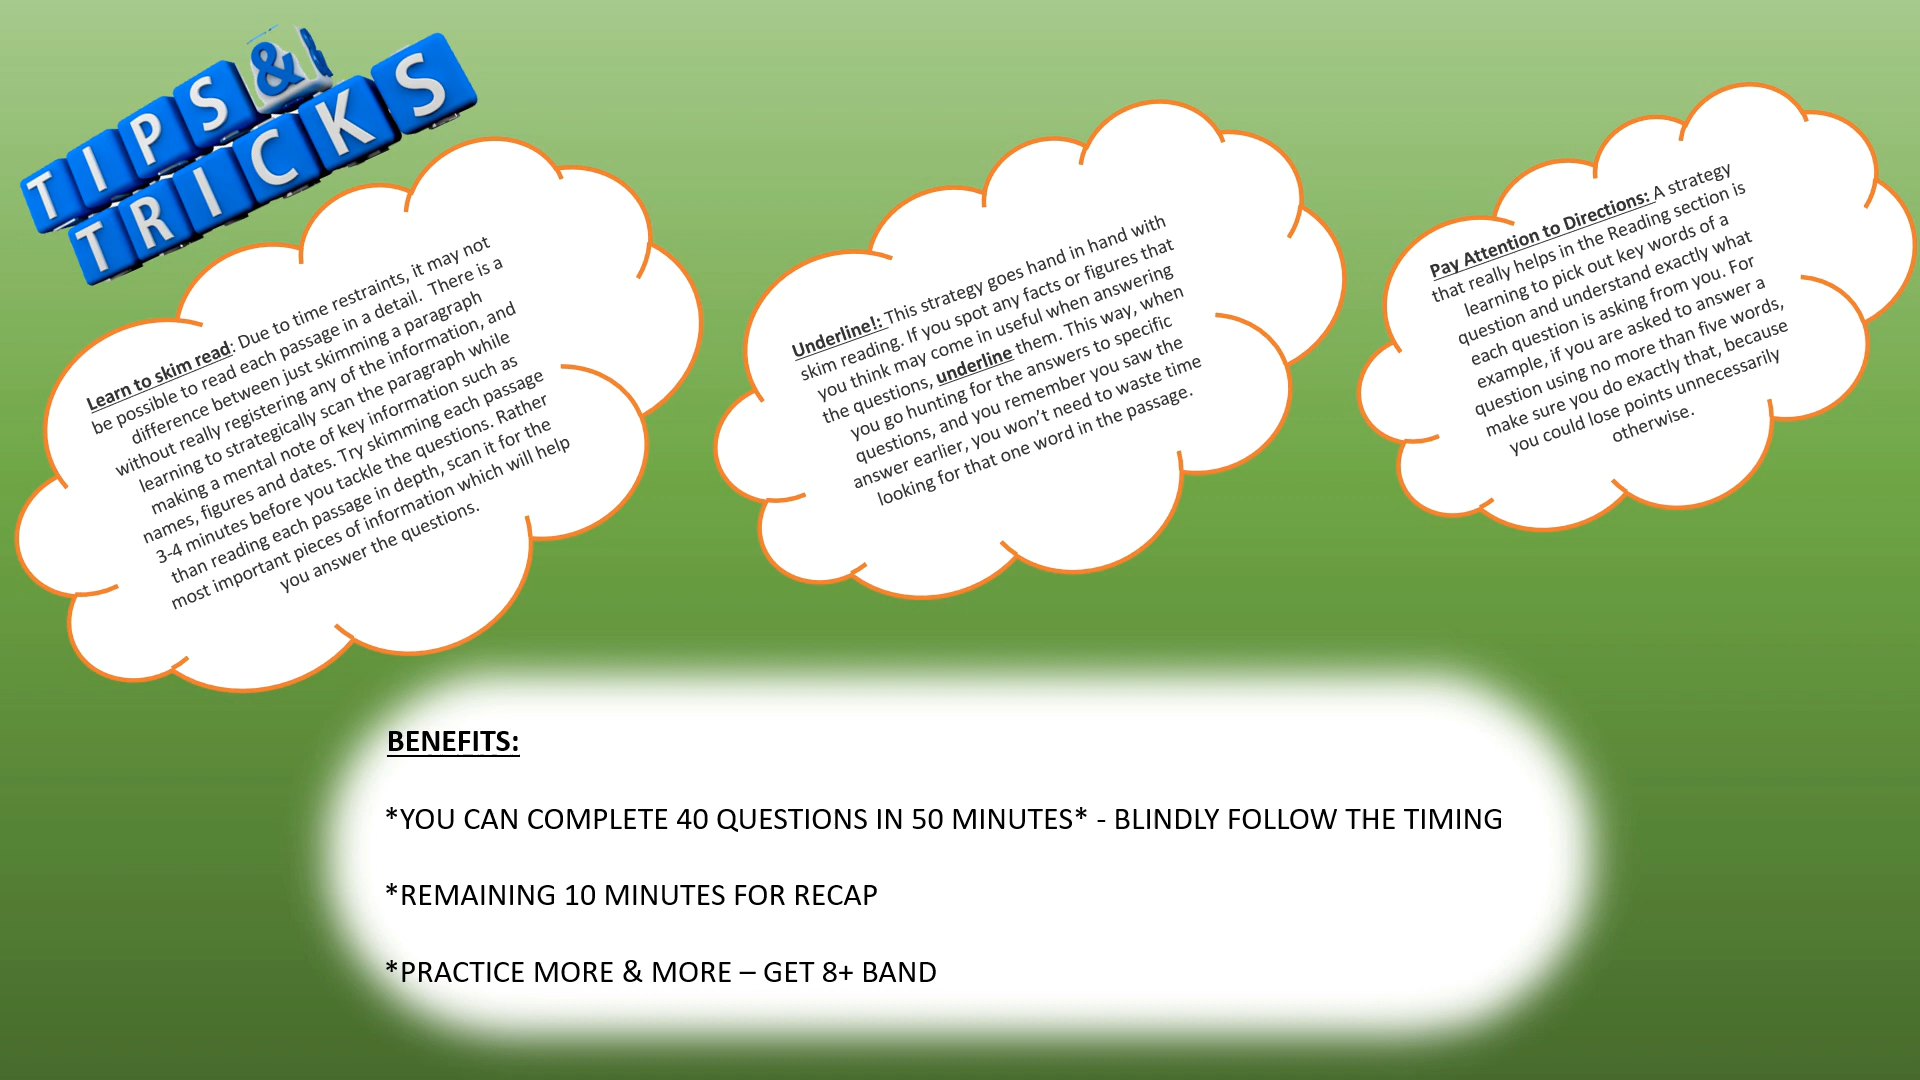 TIPS &
TRICKS
Learn to skim read: Due to time restraints, it may not
be possible to read each passage in a detail. There is a
difference between just skimming a paragraph
without really registering any of the information, and
learning to strategically scan the paragraph while
making a mental note of key information such as
names, figures and dates. Try skimming each passage
3-4 minutes before you tackle the questions. Rather
than reading each passage in depth, scan it for the
most important pieces of information which will help
you answer the questions.
Underline!: This strategy goes hand in hand with
skim reading. If you spot any facts or figures that
you think may come in useful when answering
the questions, underline them. This way, when
you go hunting for the answers to specific
questions, and you remember you saw the
answer earlier, you won't need to waste time
looking for that one word in the passage.
Pay Attention to Directions: A strategy
that really helps in the Reading section is
learning to pick out key words of a
question and understand exactly what
each question is asking from you. For
example, if you are asked to answer a
question using no more than five words,
make sure you do exactly that, because
you could lose points unnecessarily
otherwise.
BENEFITS:
*YOU CAN COMPLETE 40 QUESTIONS IN 50 MINUTES* - BLINDLY FOLLOW THE TIMING
*REMAINING 10 MINUTES FOR RECAP
*PRACTICE MORE & MORE – GET 8+ BAND